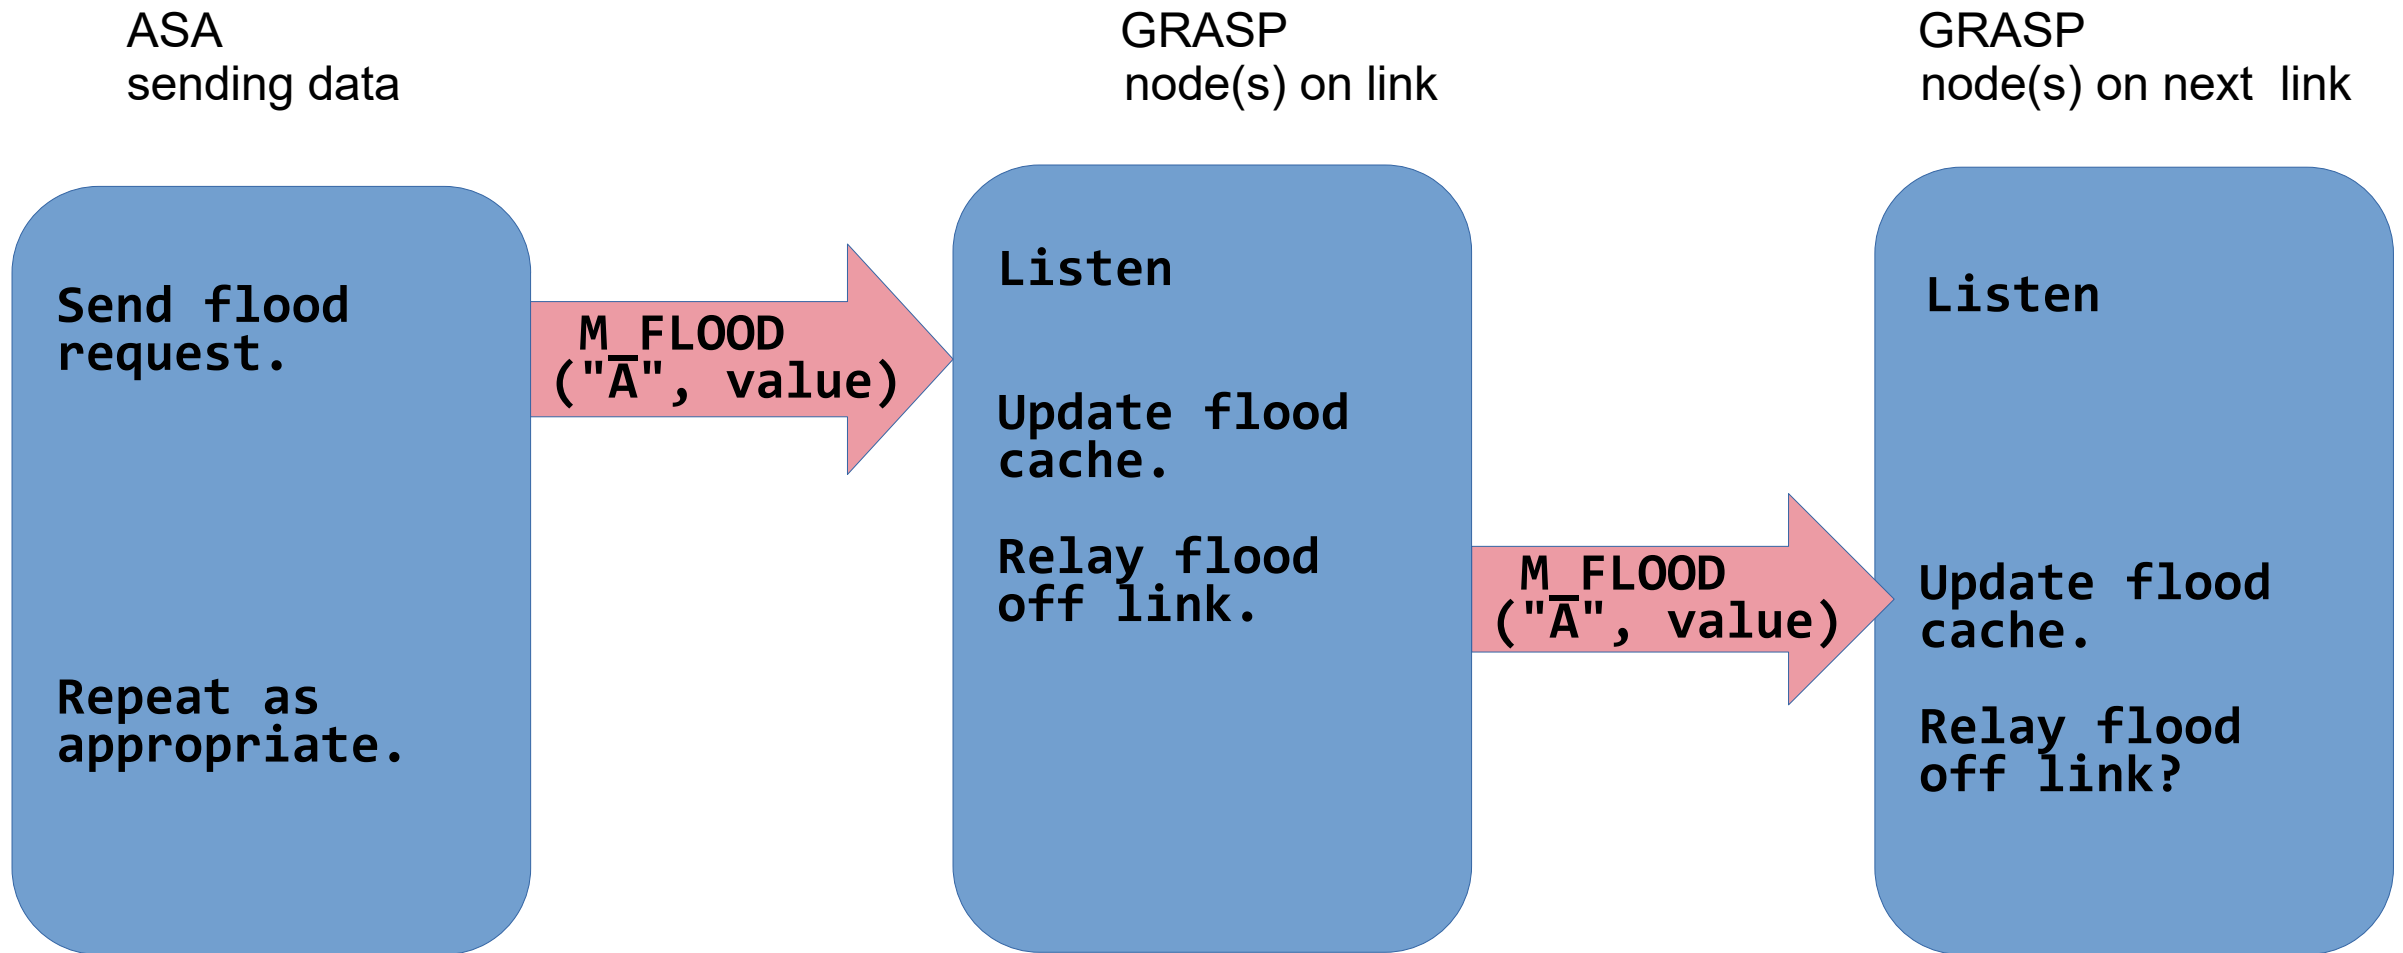 ASA
sending data
GRASP
node(s) on link
GRASP
node(s) on next  link
Send flood
request.
Repeat as
appropriate.
M_FLOOD
("A", value)
Listen
Update flood
cache.
Relay flood
off link.
M_FLOOD
("A", value)
Listen
Update flood
cache.
Relay flood
off link?